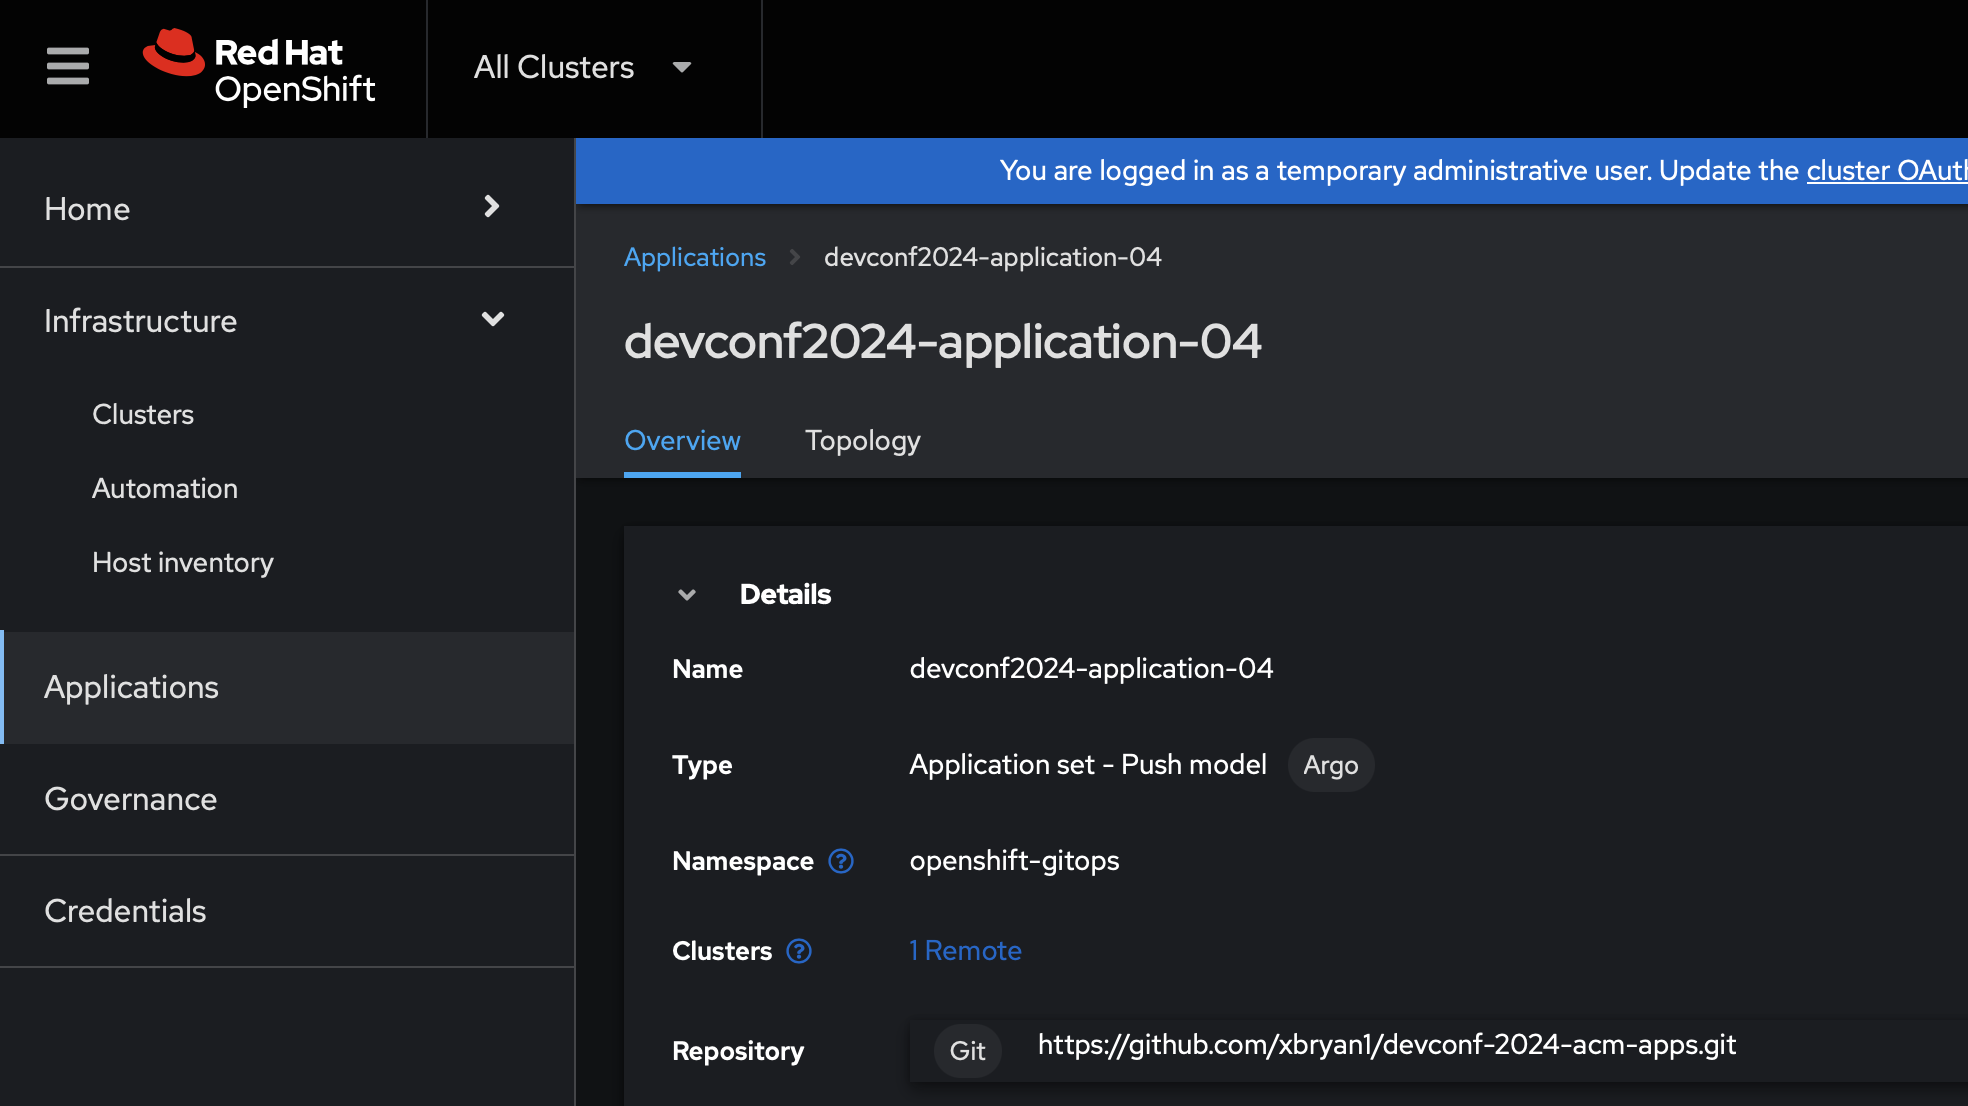 Red Hat
OpenShift
All Clusters
You are logged in as a temporary administrative user. Update the cluster OAuth
Home
Infrastructure
Clusters
Automation
Host inventory
Applications
Governance
Credentials
Applications > devconf2024-application-04
devconf2024-application-04
Overview Topology
Details
Name devconf2024-application-04
Type Application set - Push model Argo
Namespace openshift-gitops
Clusters 1 Remote
Repository Git https://github.com/xbryan1/devconf-2024-acm-apps.git